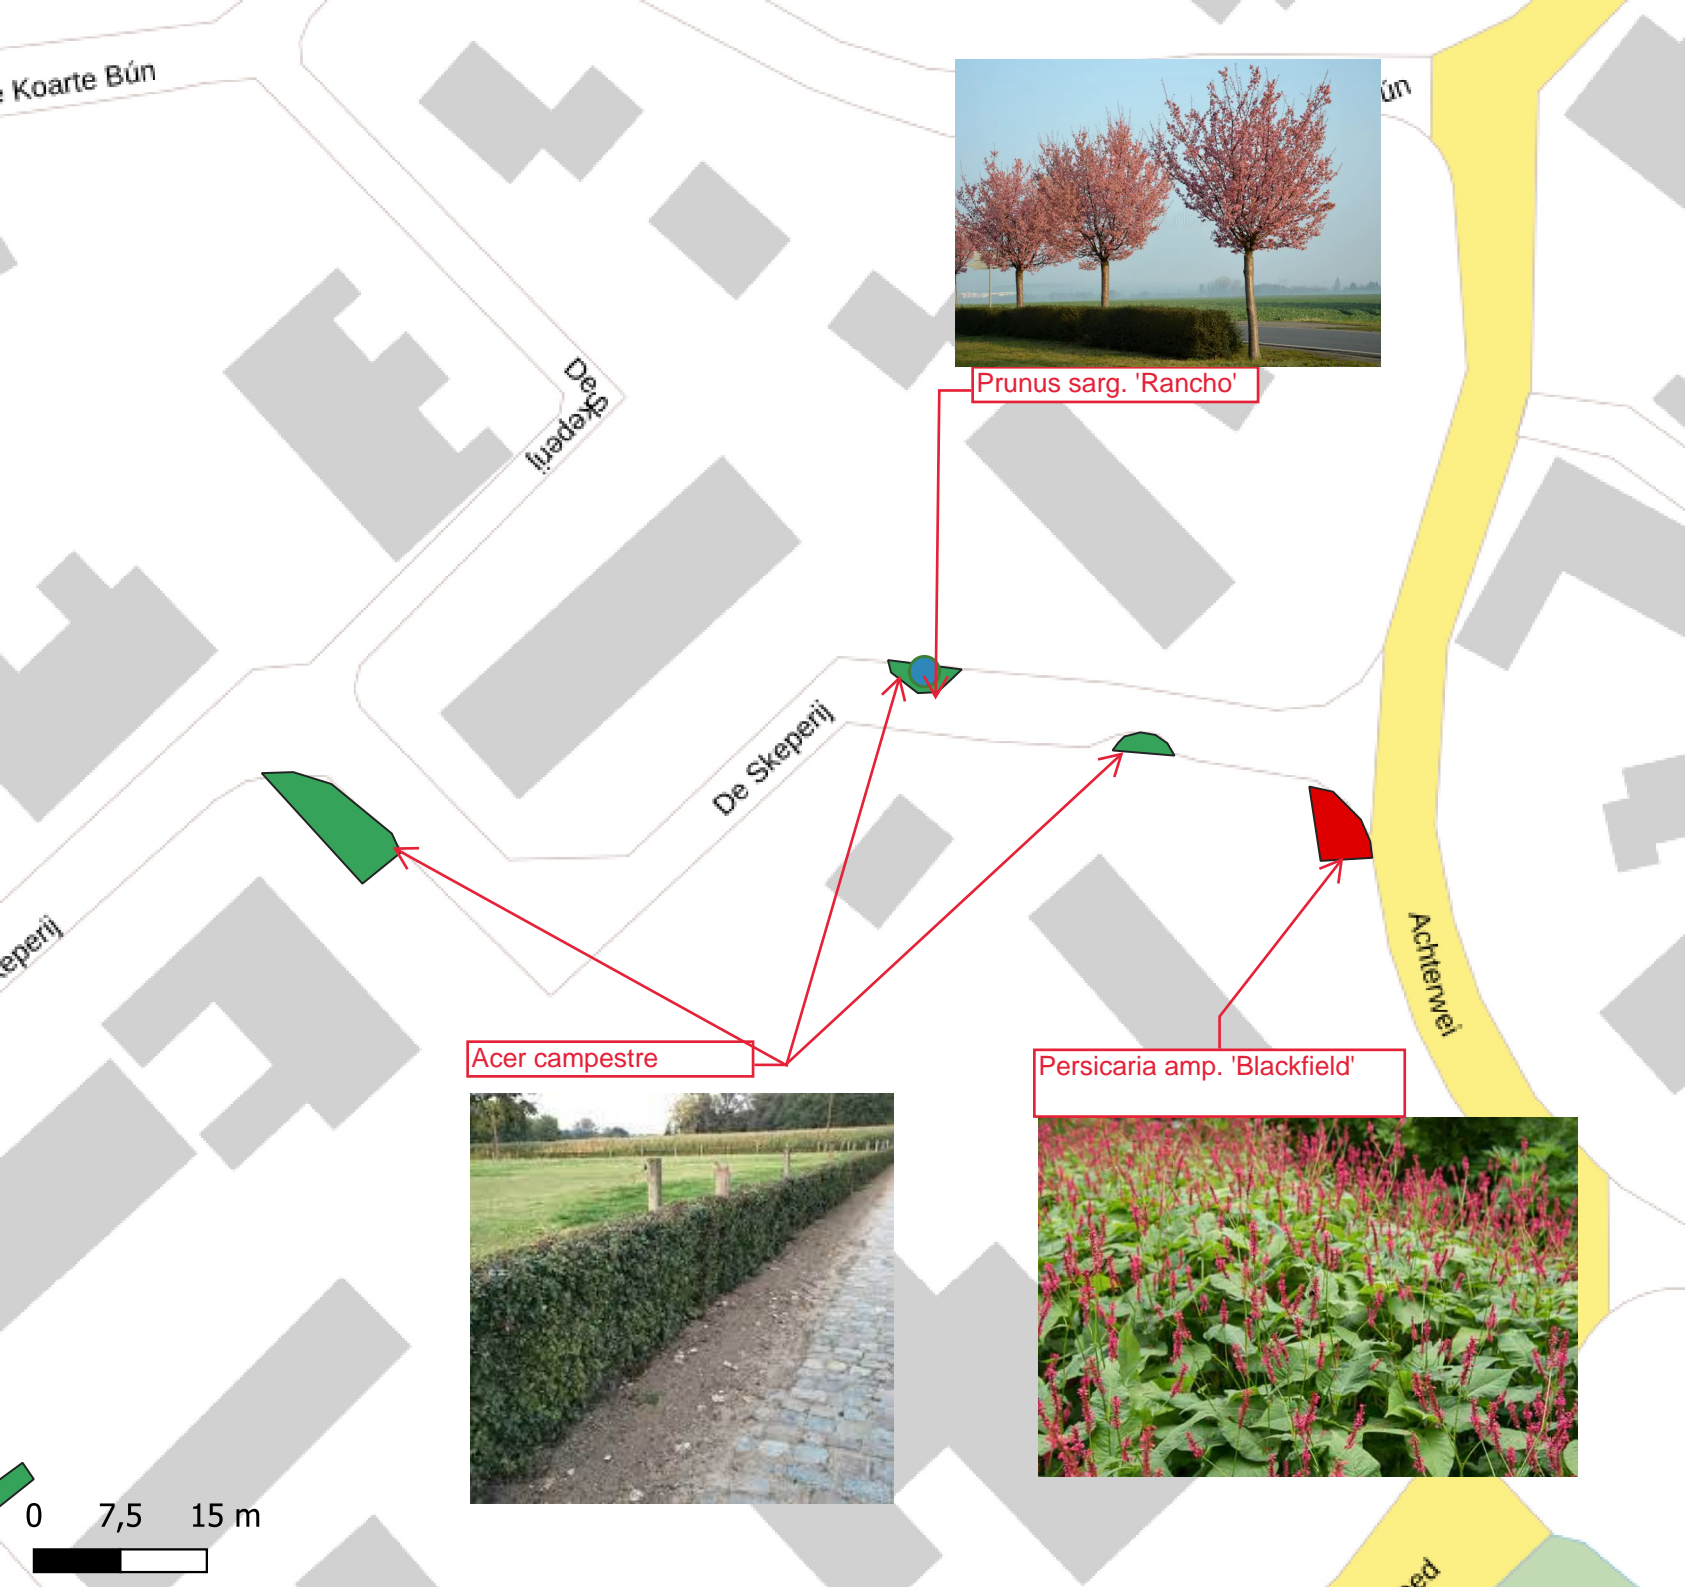 Koarte Bún
ún
Prunus sarg. 'Rancho'
De Skeperij
De Skeperij
Achterwei
eperij
Acer campestre
Persicaria amp. 'Blackfield'
0 7,5 15 m
ed